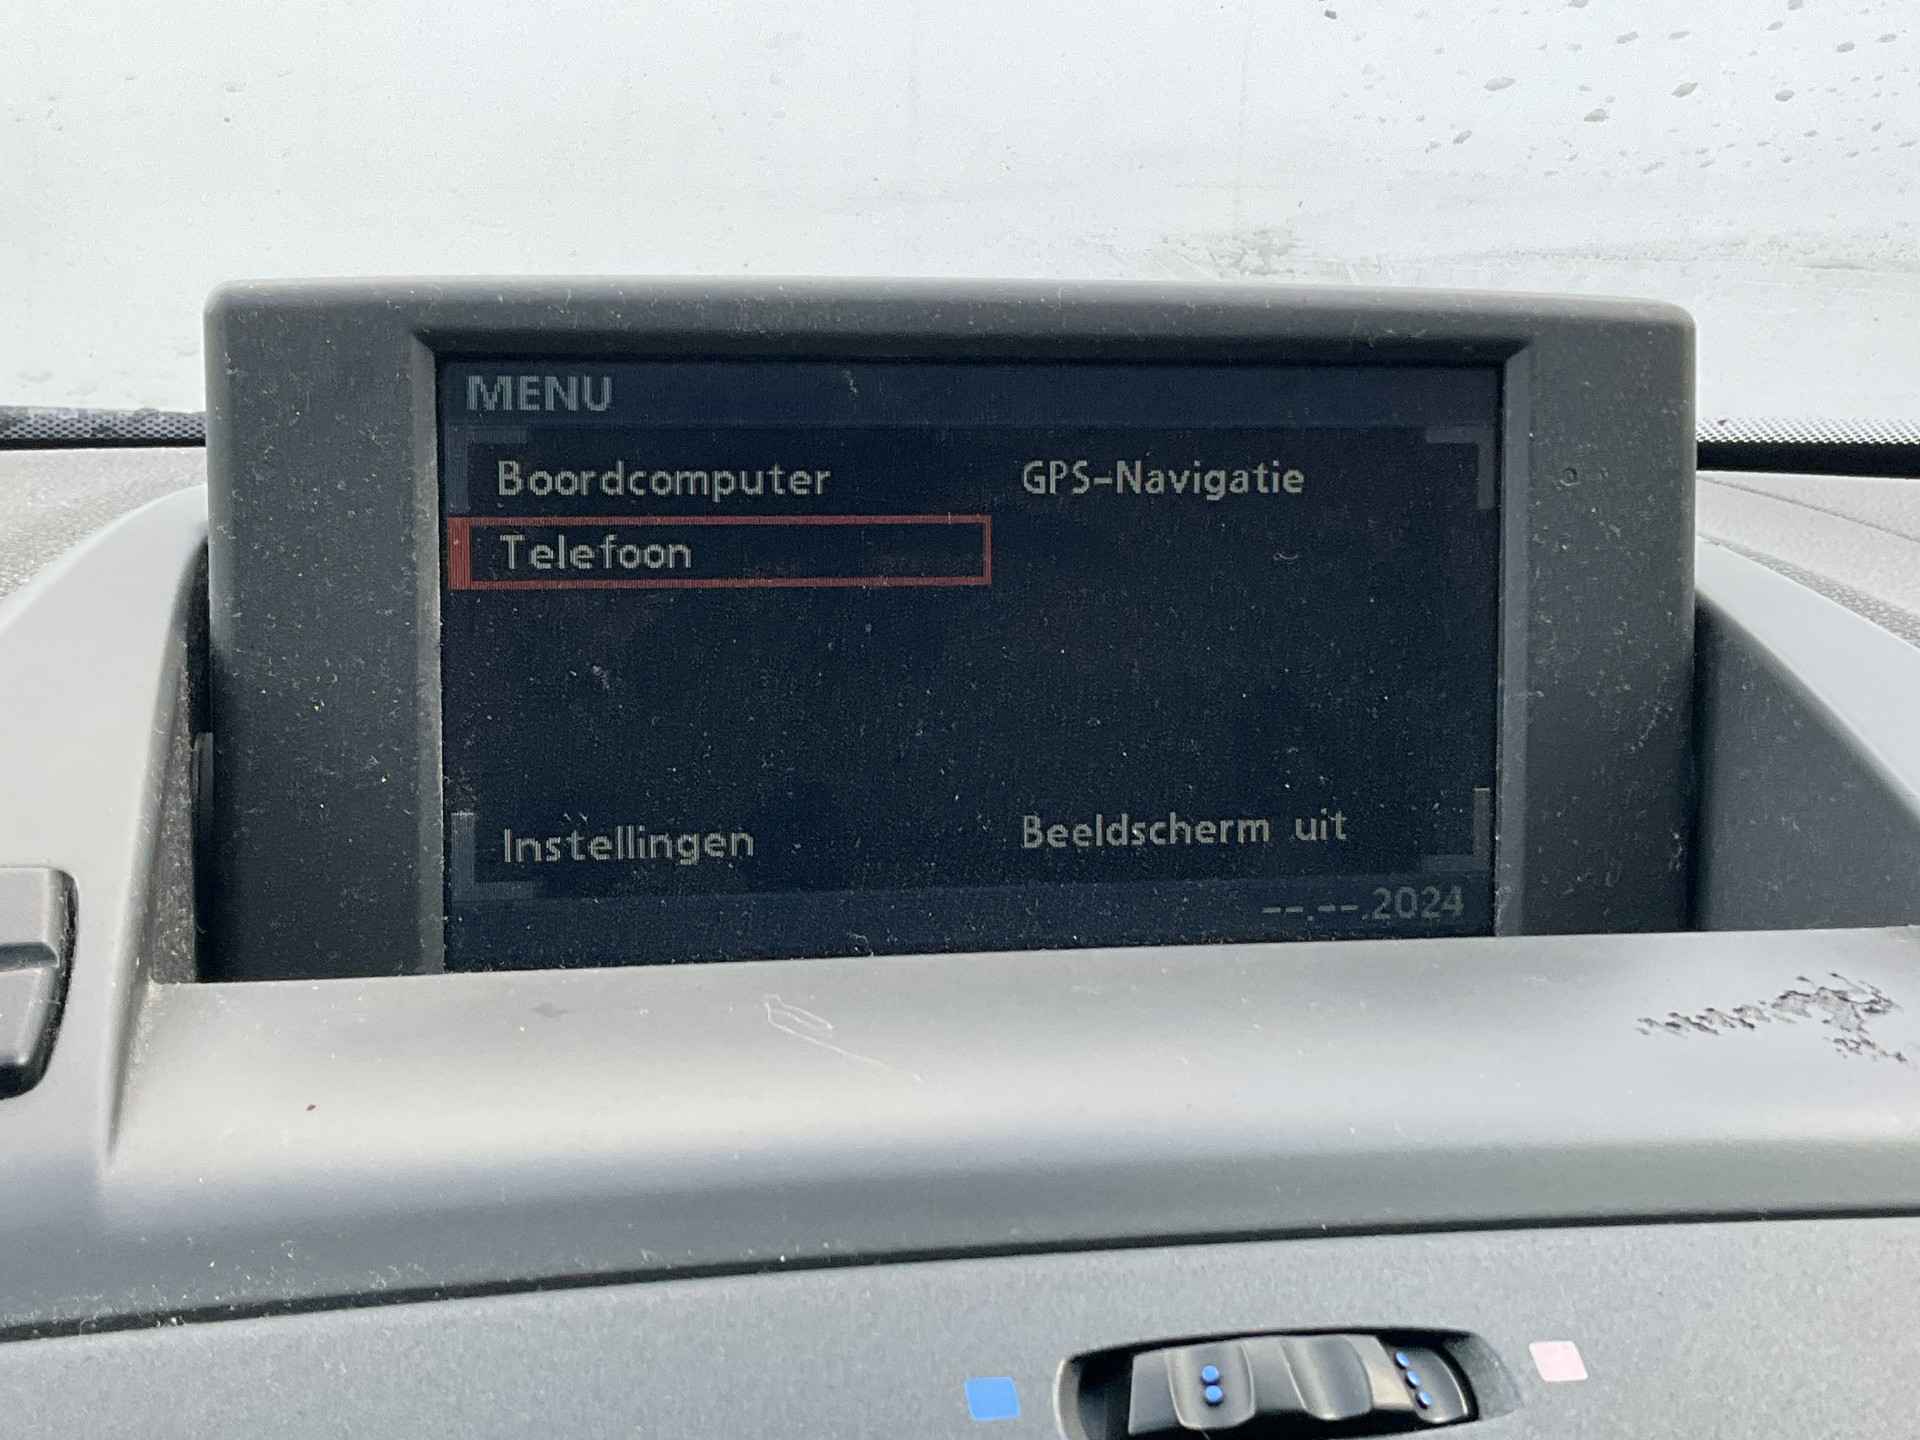 MENU
Boordcomputer GPS-Navigatie
Telefoon
Instellingen Beeldscherm uit
--.--.2024